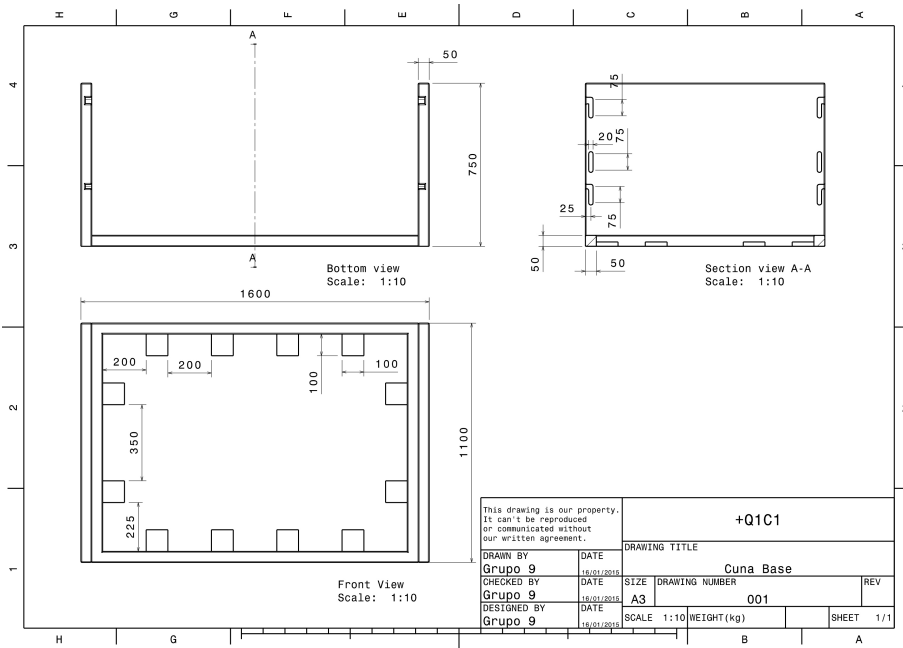 H G F E D C B A
A
50
4
750
3
A
Bottom view
Scale: 1:10
75
20
75
25
75
50
50
Section view A-A
Scale: 1:10
1600
200
200
100
100
2
350
1100
225
1
Front View
Scale: 1:10
This drawing is our property.
It can't be reproduced
or communicated without
our written agreement.
+Q1C1
DRAWING TITLE
Cuna Base
DRAWN BY
Grupo 9
DATE
16/01/2015
CHECKED BY
Grupo 9
DATE
16/01/2015
SIZE
A3
DRAWING NUMBER
001
REV
DESIGNED BY
Grupo 9
DATE
16/01/2015
SCALE 1:10
WEIGHT(kg)
SHEET 1/1
H G B A